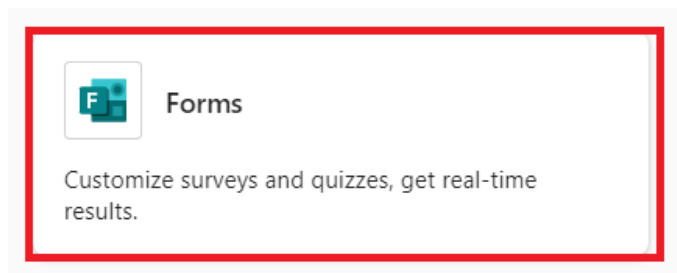 F
Forms
Customize surveys and quizzes, get real-time
results.